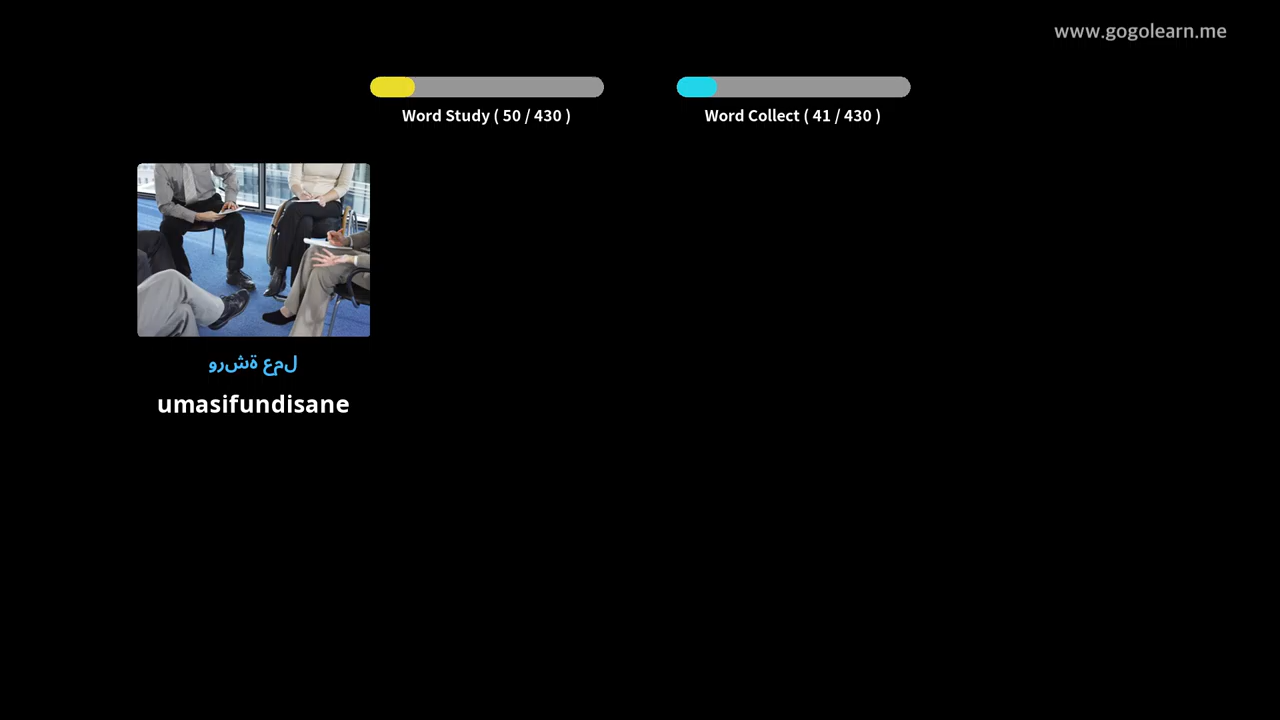 www.gogolearn.me
Word Study ( 50 / 430 )
Word Collect ( 41 / 430 )
ورشة عمل
umasifundisane